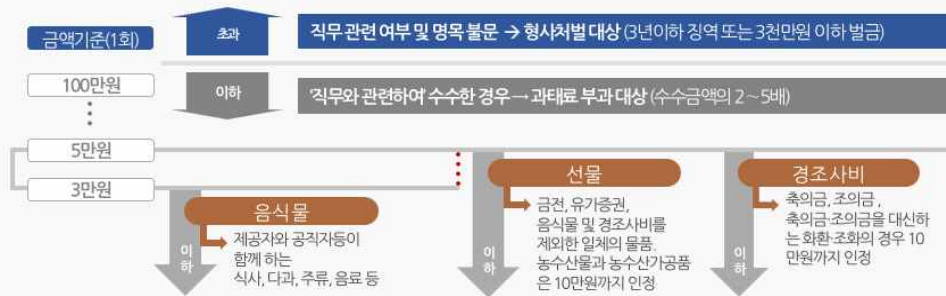 금액기준(1회)
초과
직무 관련 여부 및 명목 불문 → 형사처벌 대상 (3년이하 징역 또는 3천만원 이하 벌금)
100만원
이하
'직무와 관련하여' 수수한 경우 → 과태료 부과 대상 (수수금액의 2 ~ 5배)
5만원
3만원
이하
음식물
제공자와 공직자등이
함께 하는
식사, 다과, 주류, 음료 등
이하
선물
금전, 유가증권,
음식물 및 경조사비를
제외한 일체의 물품.
농수산물과 농수산가공품
은 10만원까지 인정
이하
경조사비
축의금, 조의금 ,
축의금·조의금을 대신하
는 화환·조화의 경우 10
만원까지 인정